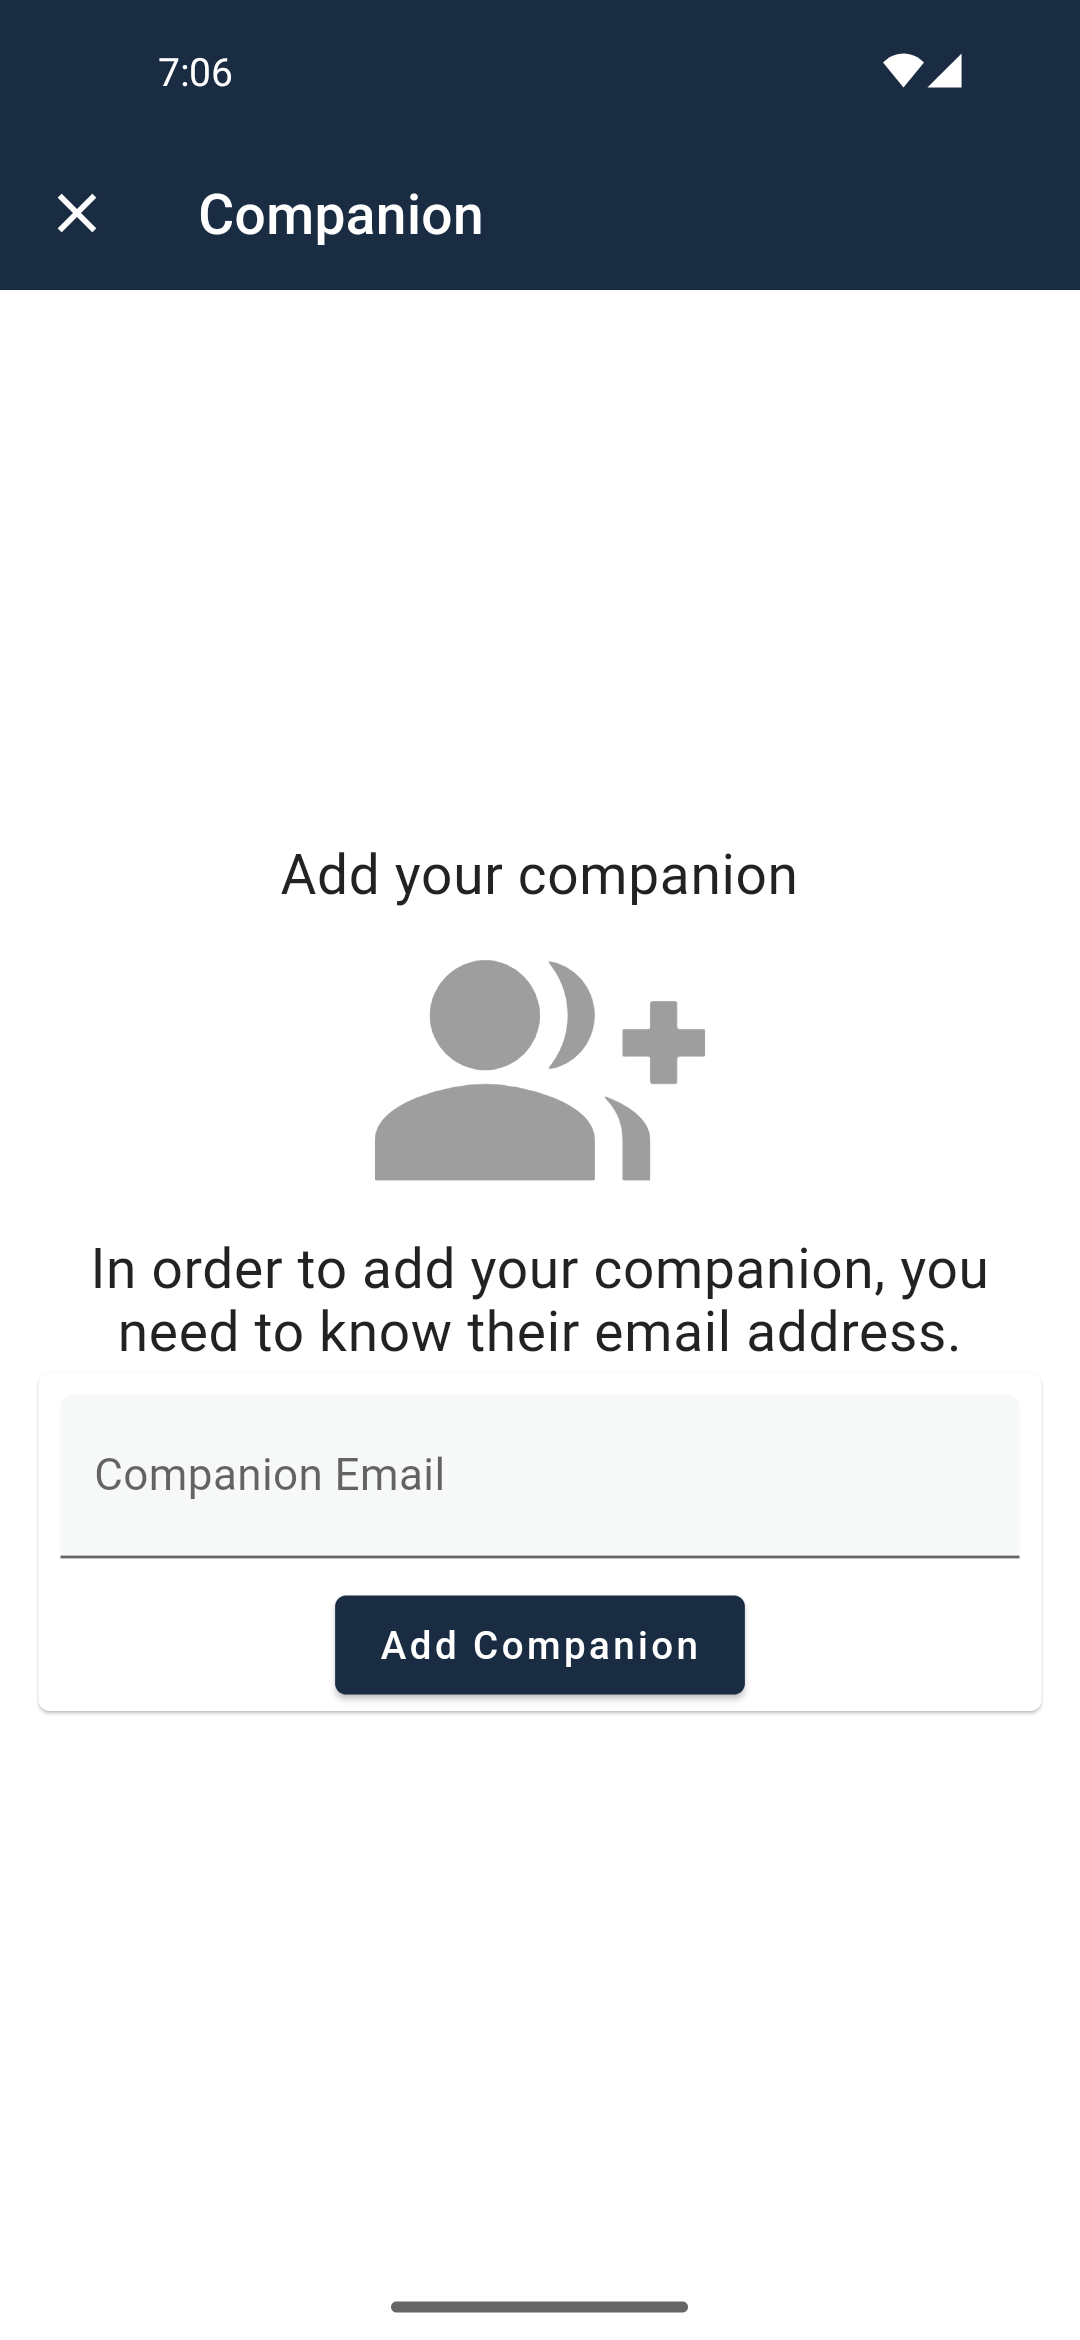 7:06
Companion
Add your companion
In order to add your companion, you
need to know their email address.
Companion Email
Add Companion